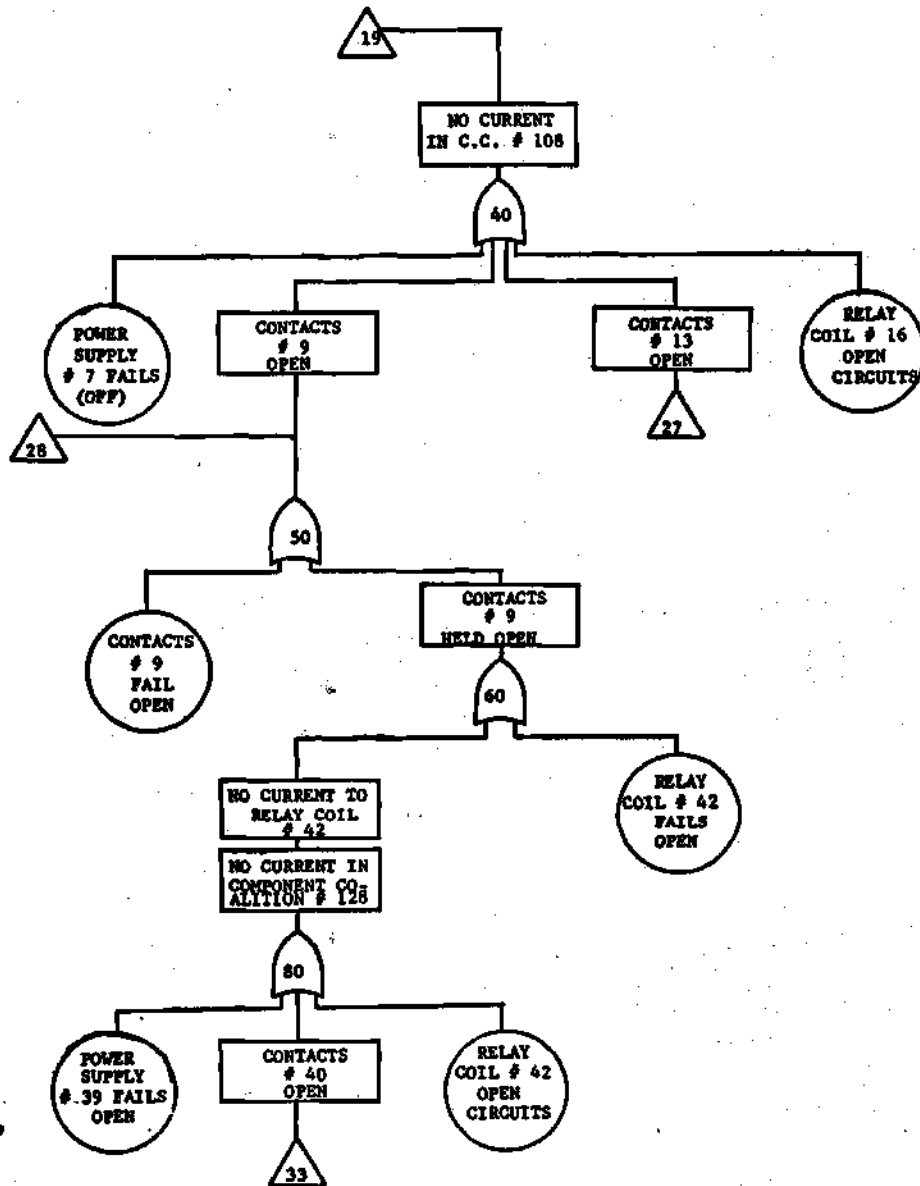 19
NO CURRENT
IN C.C. # 108
40
POWER
SUPPLY
# 7 FAILS
(OFF)
CONTACTS
# 9
OPEN
CONTACTS
# 13
OPEN
RELAY
COIL # 16
OPEN
CIRCUITS
28
27
50
CONTACTS
# 9
FAIL
OPEN
CONTACTS
# 9
HELD OPEN
60
NO CURRENT TO
RELAY COIL
# 42
RELAY
COIL # 42
FAILS
OPEN
NO CURRENT IN
COMPONENT CO-
ALITION # 128
80
POWER
SUPPLY
# 39 FAILS
OPEN
CONTACTS
# 40
OPEN
RELAY
COIL # 42
OPEN
CIRCUITS
33